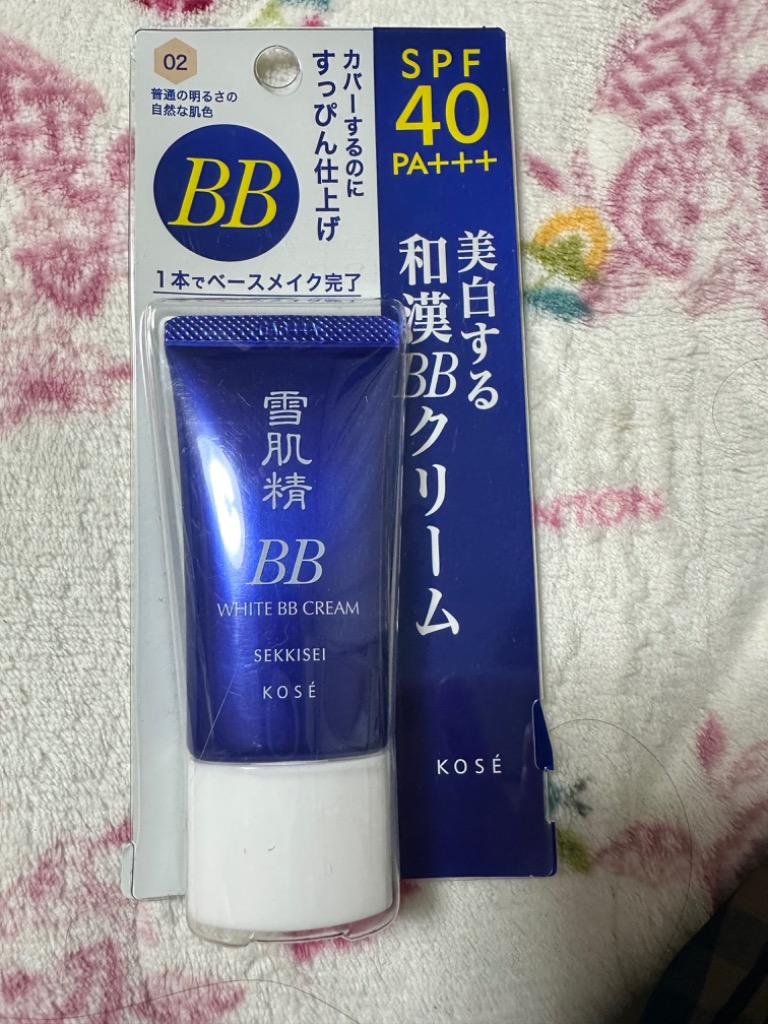 02
普通の明るさの
自然な肌色
カバーするのに
すっぴん仕上げ
BB
1本でベースメイク完了
SPF
40
PA+++
美白する
和漢BBクリーム
雪肌精
BB
WHITE BB CREAM
SEKKISEI
KOSÉ
KOSÉ